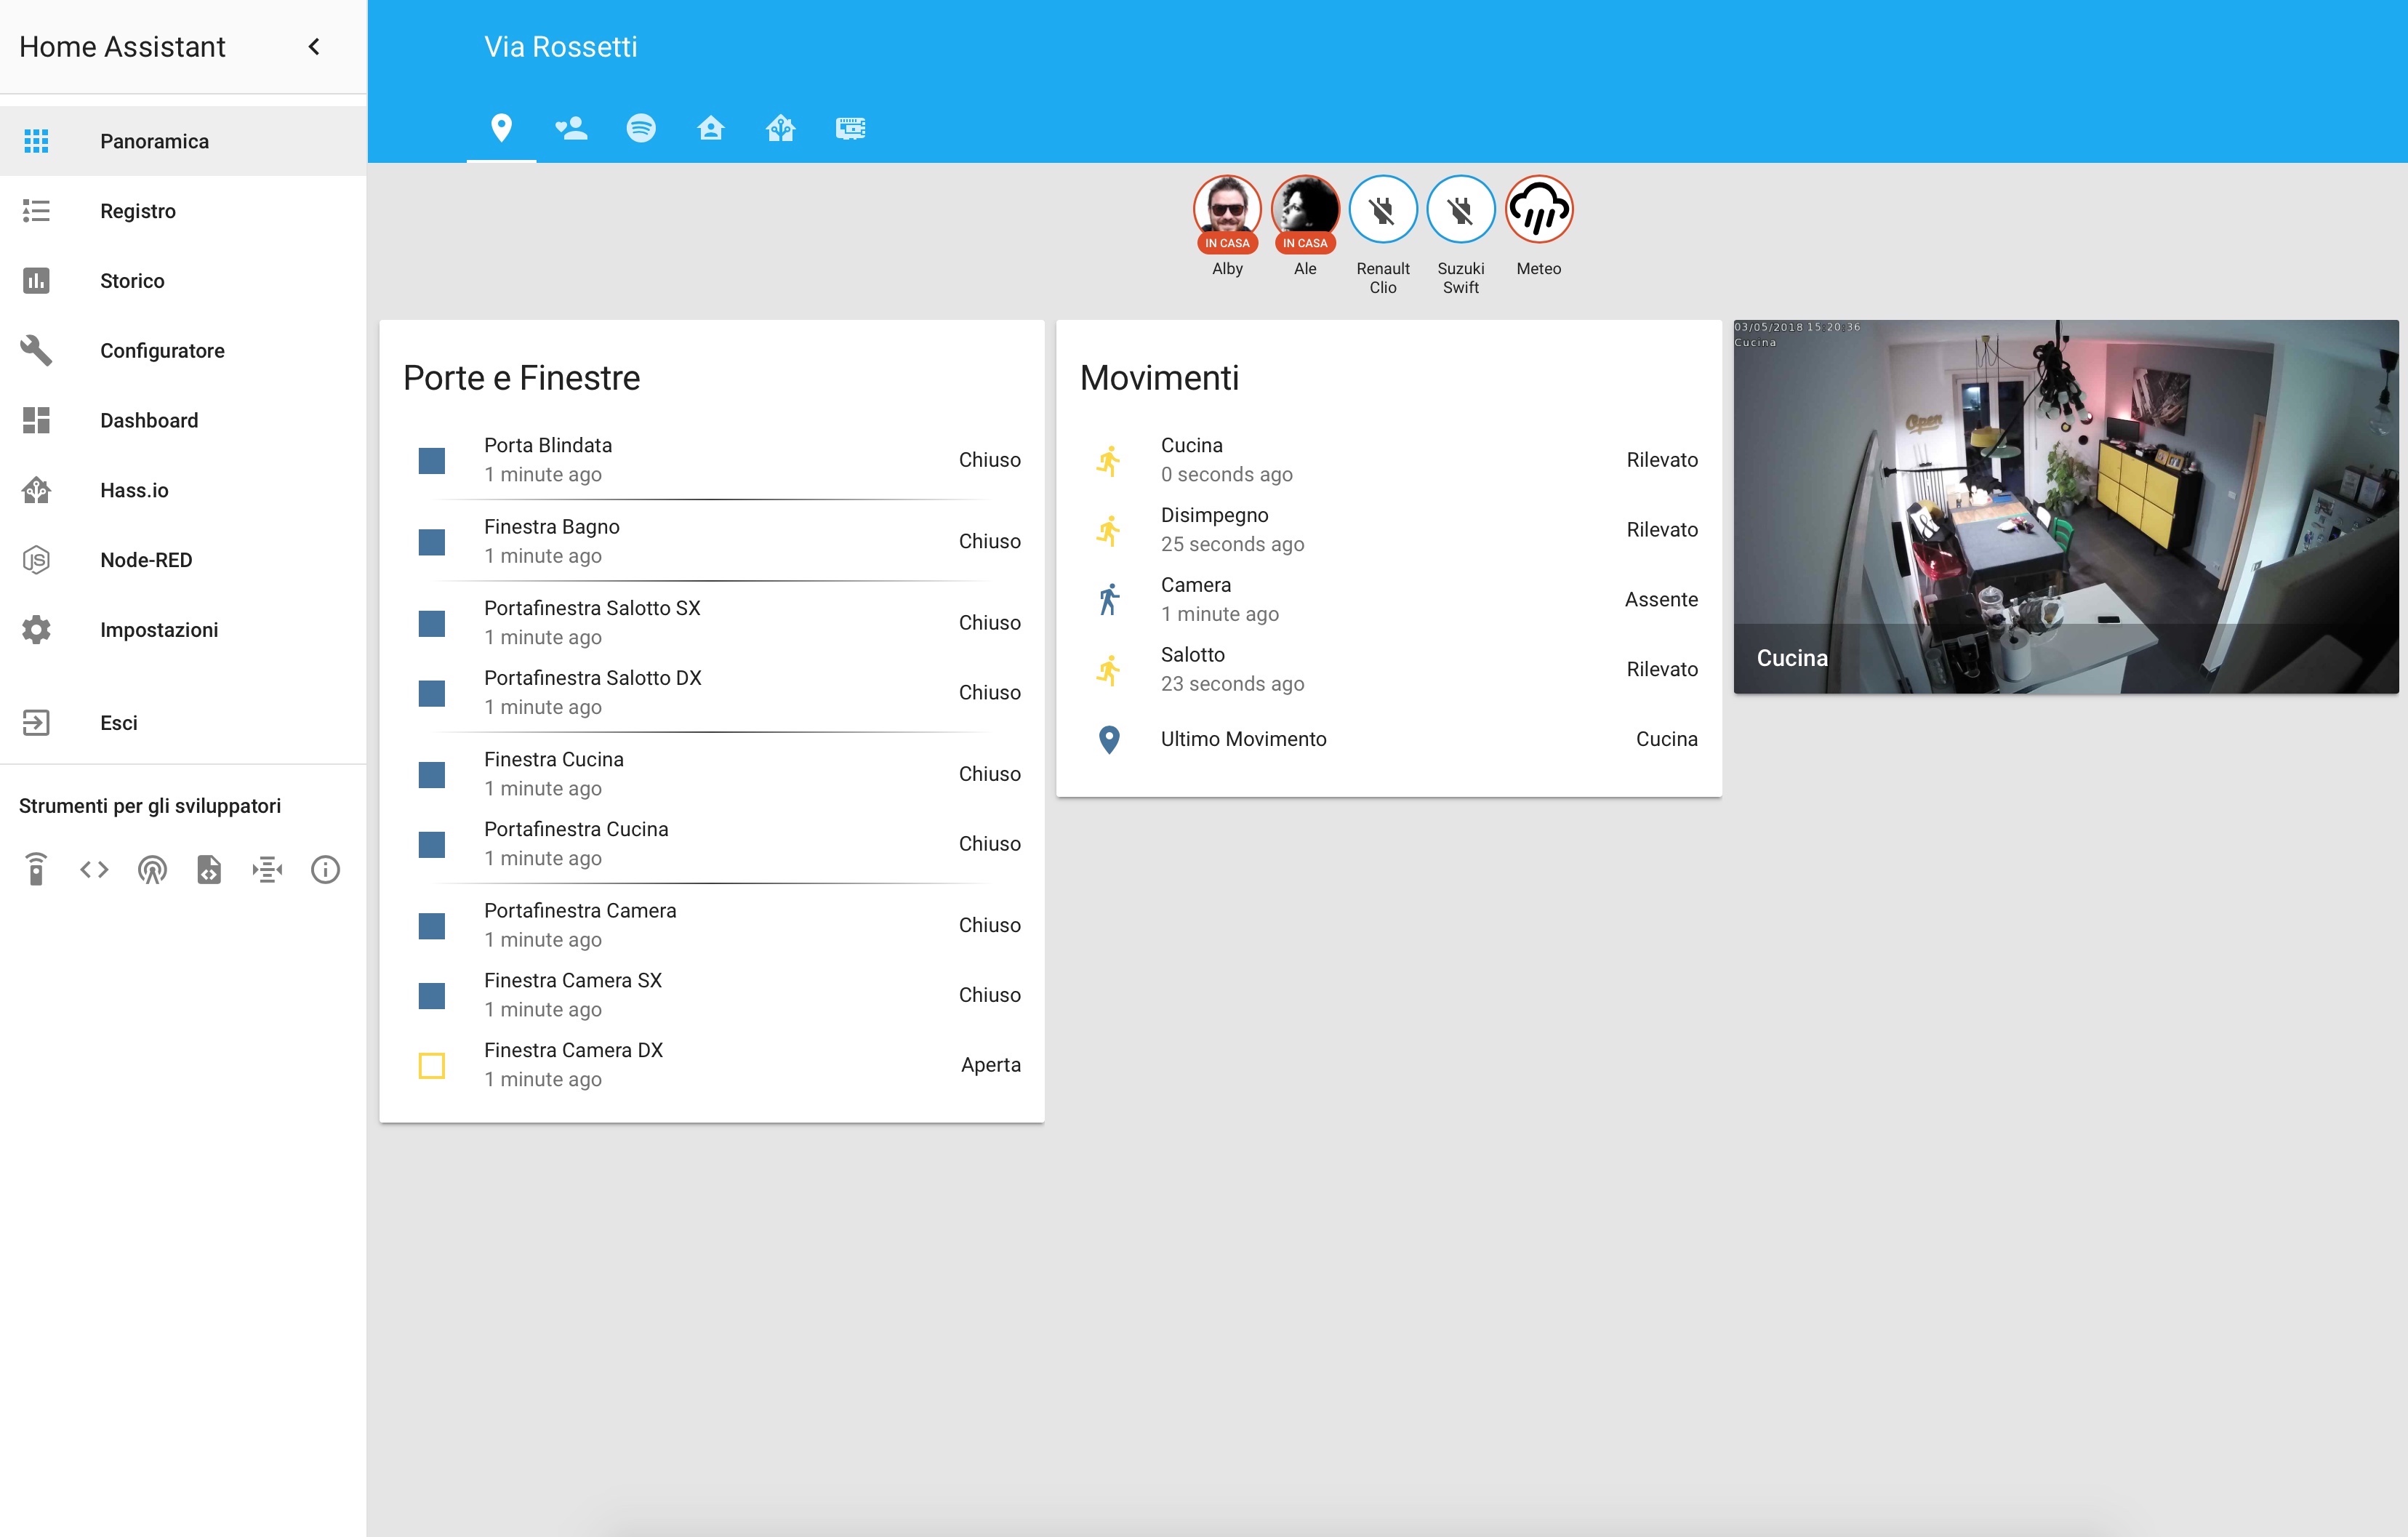 Home Assistant
Via Rossetti
Panoramica
Registro
Storico
Configuratore
Dashboard
Hass.io
Node-RED
Impostazioni
Esci
Strumenti per gli sviluppatori
IN CASA
Alby
IN CASA
Ale
Renault
Clio
Suzuki
Swift
Meteo
Porte e Finestre
Porta Blindata
1 minute ago
Chiuso
Finestra Bagno
1 minute ago
Chiuso
Portafinestra Salotto SX
1 minute ago
Chiuso
Portafinestra Salotto DX
1 minute ago
Chiuso
Finestra Cucina
1 minute ago
Chiuso
Portafinestra Cucina
1 minute ago
Chiuso
Portafinestra Camera
1 minute ago
Chiuso
Finestra Camera SX
1 minute ago
Chiuso
Finestra Camera DX
1 minute ago
Aperta
Movimenti
Cucina
0 seconds ago
Rilevato
Disimpegno
25 seconds ago
Rilevato
Camera
1 minute ago
Assente
Salotto
23 seconds ago
Rilevato
Ultimo Movimento
Cucina
03/05/2018 15:20:36
Cucina
Open
Cucina
JS